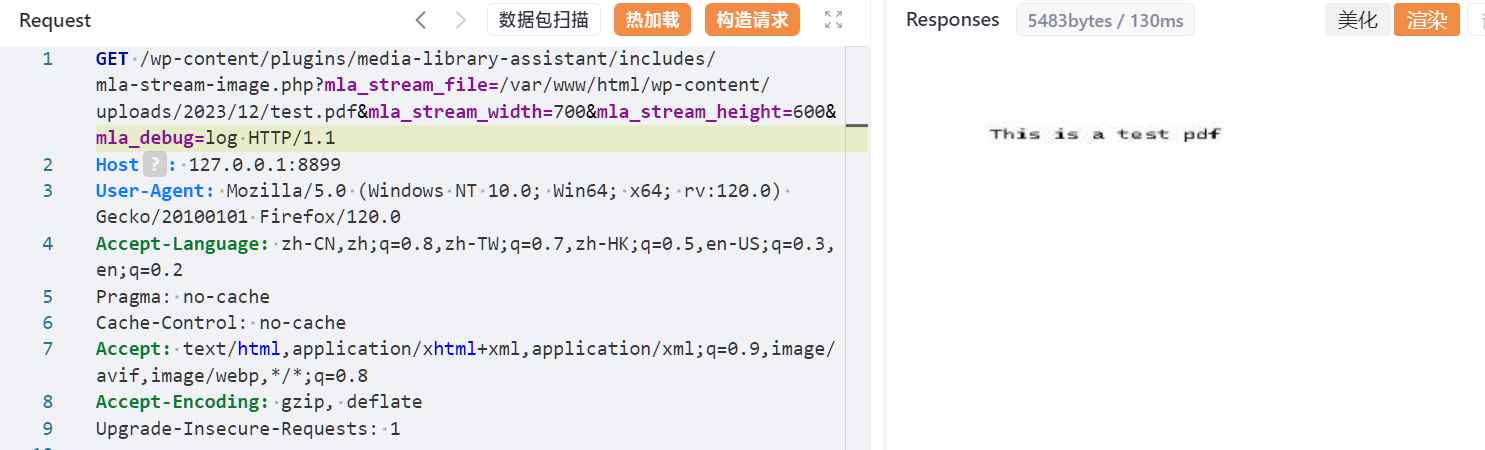 Request 数据包扫描 热加载 构造请求
Responses 5483bytes / 130ms 美化 渲染
1 GET /wp-content/plugins/media-library-assistant/includes/
mla-stream-image.php?mla_stream_file=/var/www/html/wp-content/
uploads/2023/12/test.pdf&mla_stream_width=700&mla_stream_height=600&
mla_debug=log HTTP/1.1
2 Host ? : 127.0.0.1:8899
3 User-Agent: Mozilla/5.0 (Windows NT 10.0; Win64; x64; rv:120.0)
Gecko/20100101 Firefox/120.0
4 Accept-Language: zh-CN,zh;q=0.8,zh-TW;q=0.7,zh-HK;q=0.5,en-US;q=0.3,
en;q=0.2
5 Pragma: no-cache
6 Cache-Control: no-cache
7 Accept: text/html,application/xhtml+xml,application/xml;q=0.9,image/
avif,image/webp,*/*;q=0.8
8 Accept-Encoding: gzip, deflate
9 Upgrade-Insecure-Requests: 1
This is a test pdf